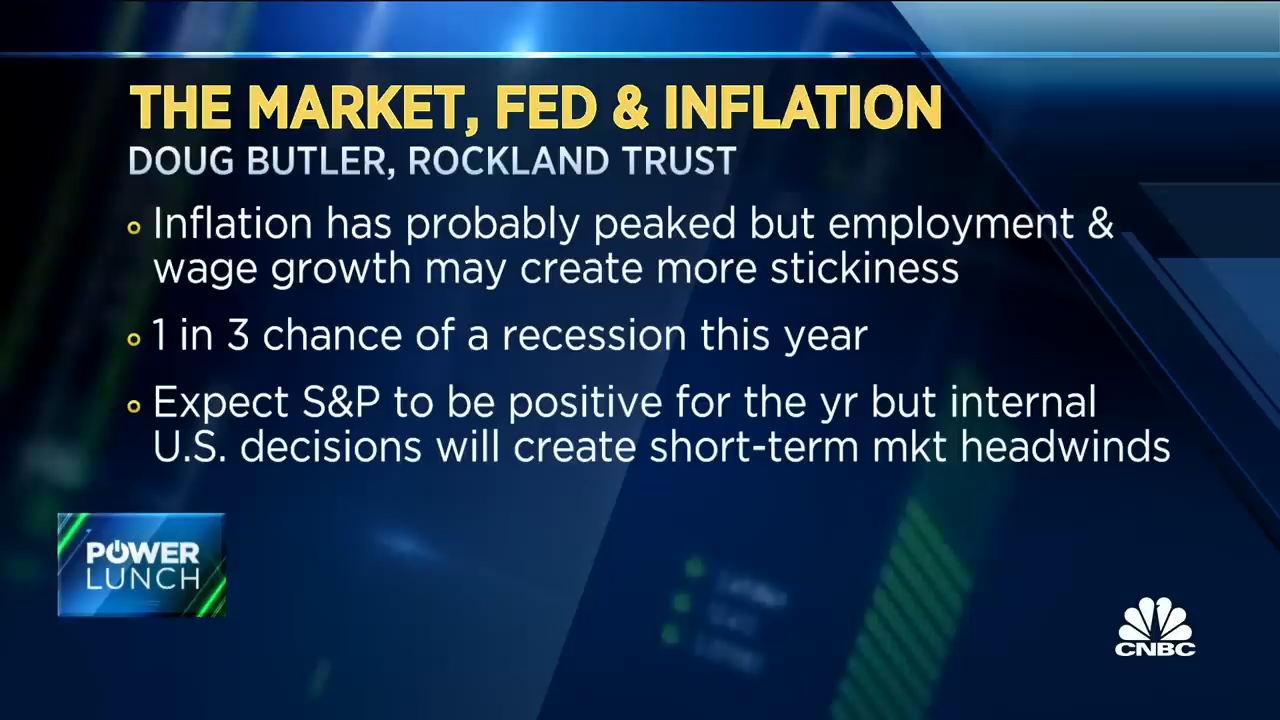 THE MARKET, FED & INFLATION
DOUG BUTLER, ROCKLAND TRUST
Inflation has probably peaked but employment &
wage growth may create more stickiness
1 in 3 chance of a recession this year
Expect S&P to be positive for the yr but internal
U.S. decisions will create short-term mkt headwinds
POWER
LUNCH
CNBC